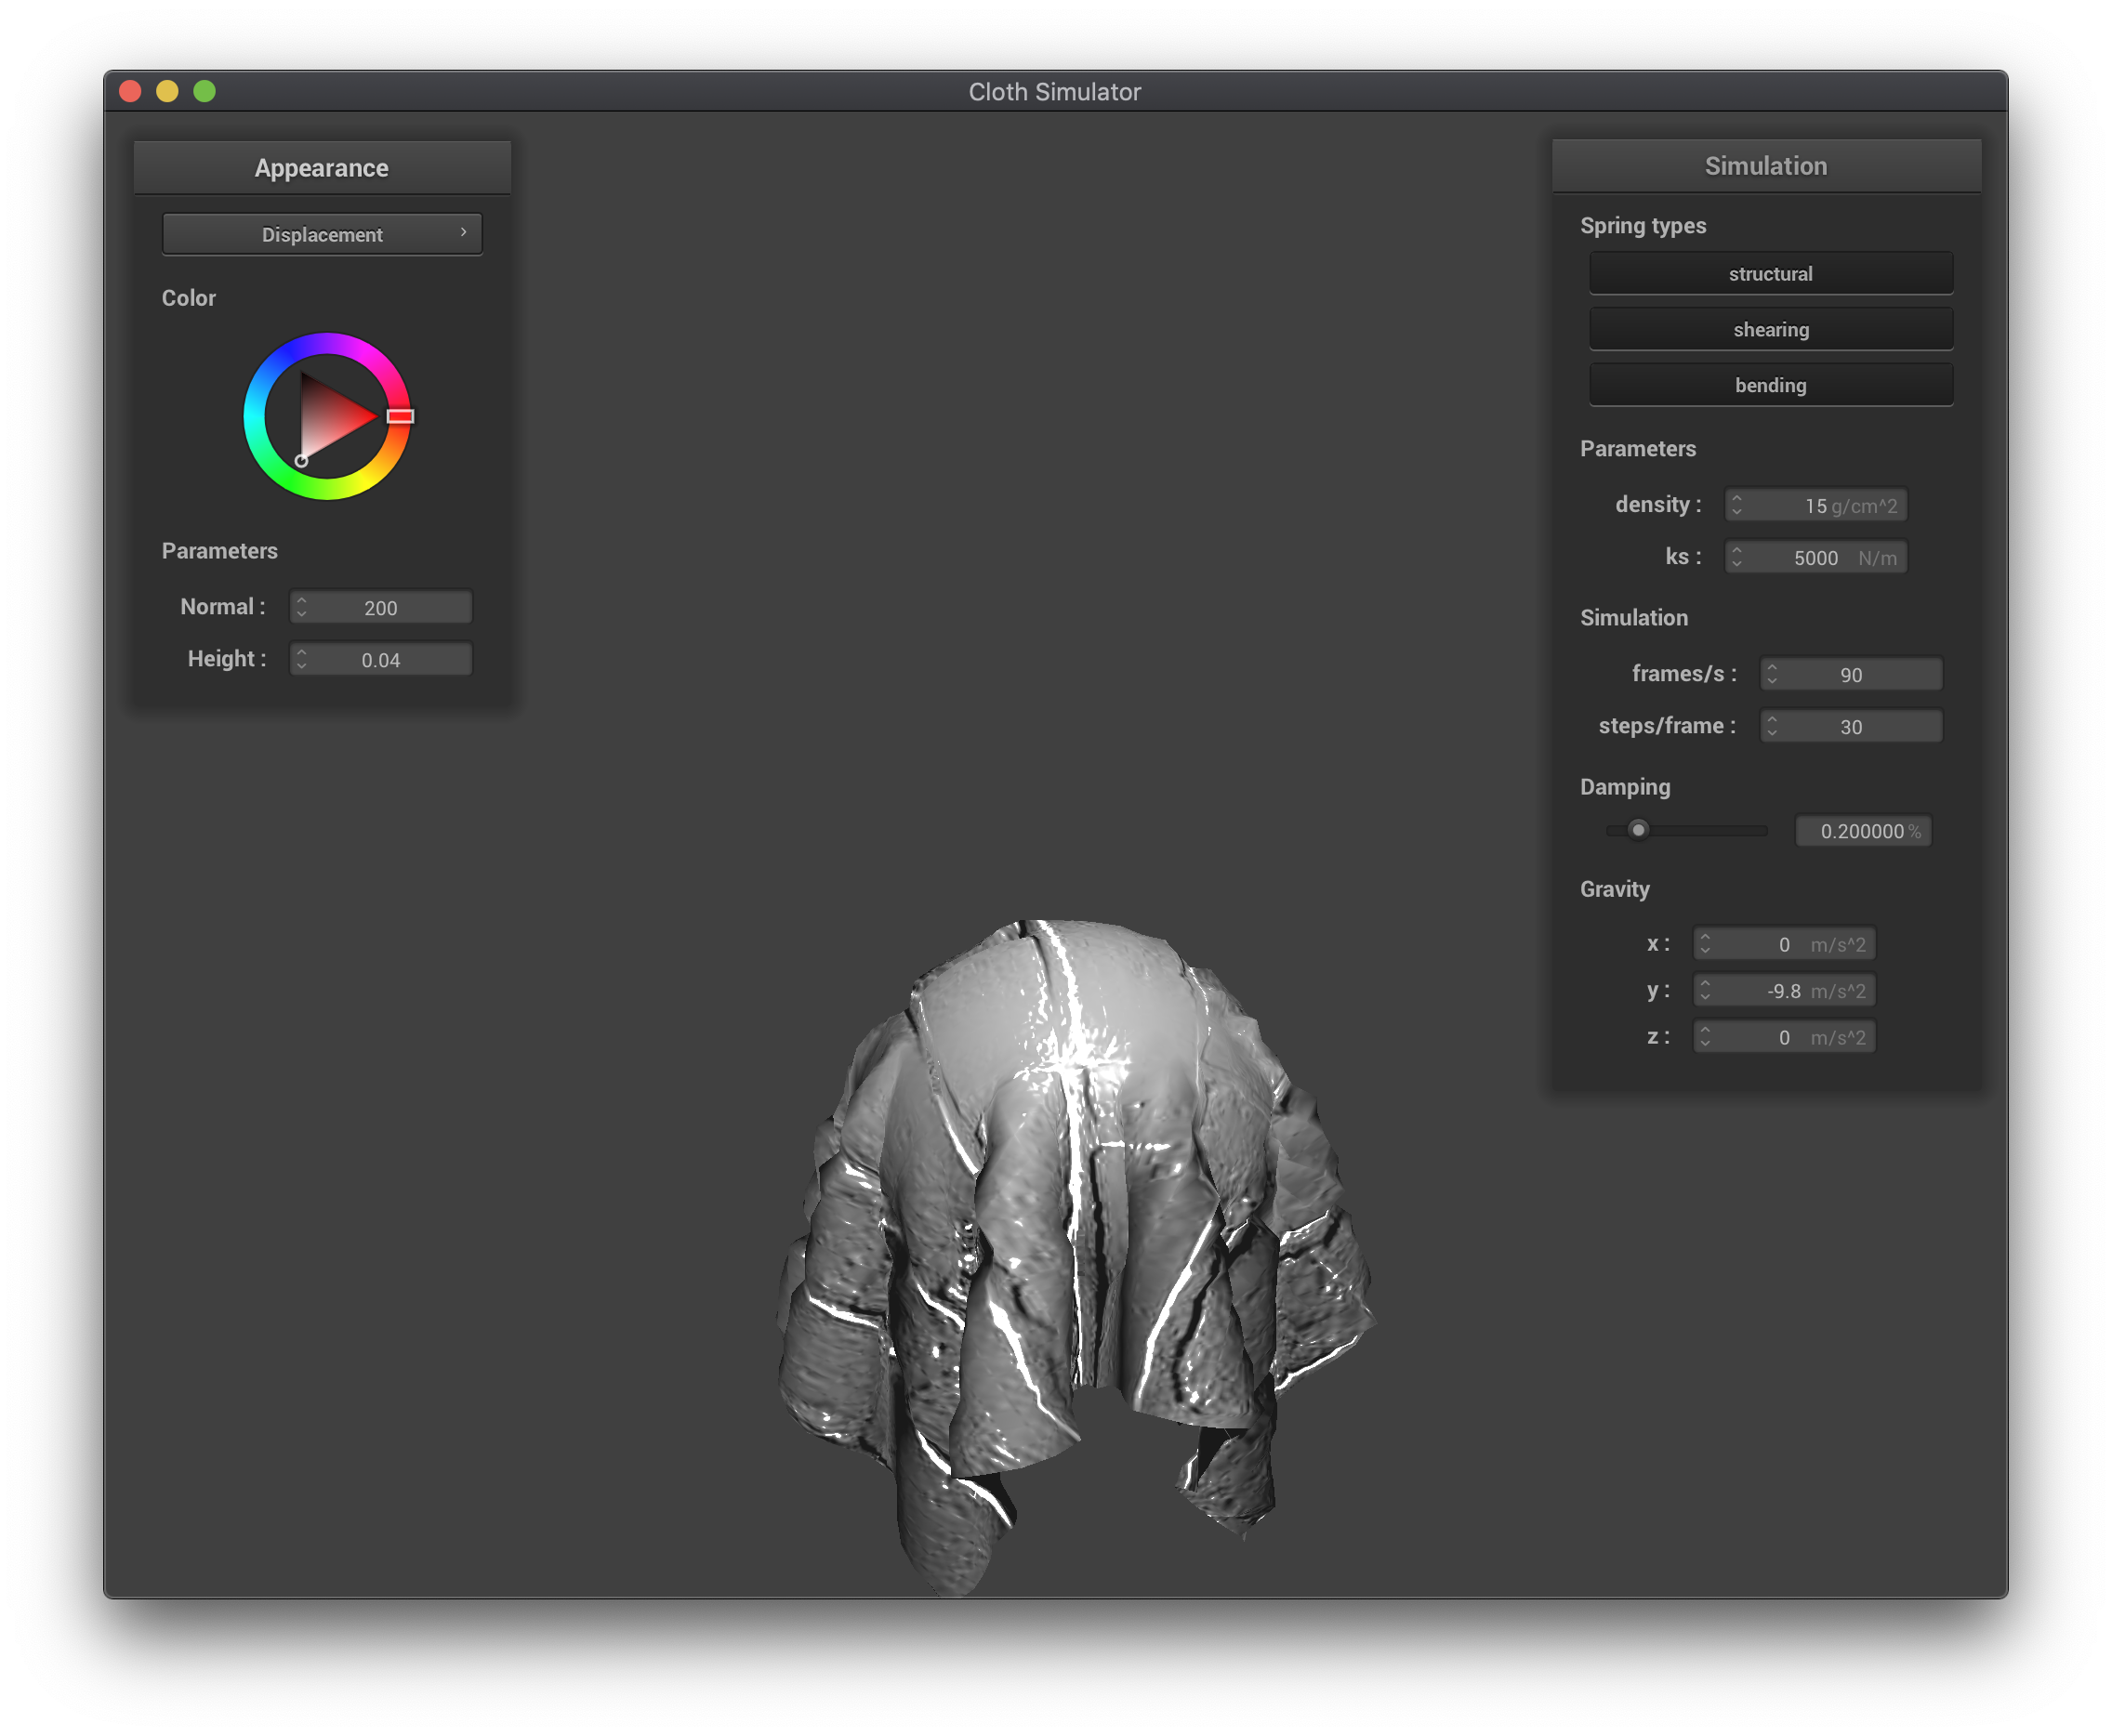 Cloth Simulator
Appearance
Displacement
Color
Parameters
Normal : 200
Height : 0.04
Simulation
Spring types
structural
shearing
bending
Parameters
density : 15 g/cm^2
ks : 5000 N/m
Simulation
frames/s : 90
steps/frame : 30
Damping
0.200000 %
Gravity
x : 0 m/s^2
y : -9.8 m/s^2
z : 0 m/s^2